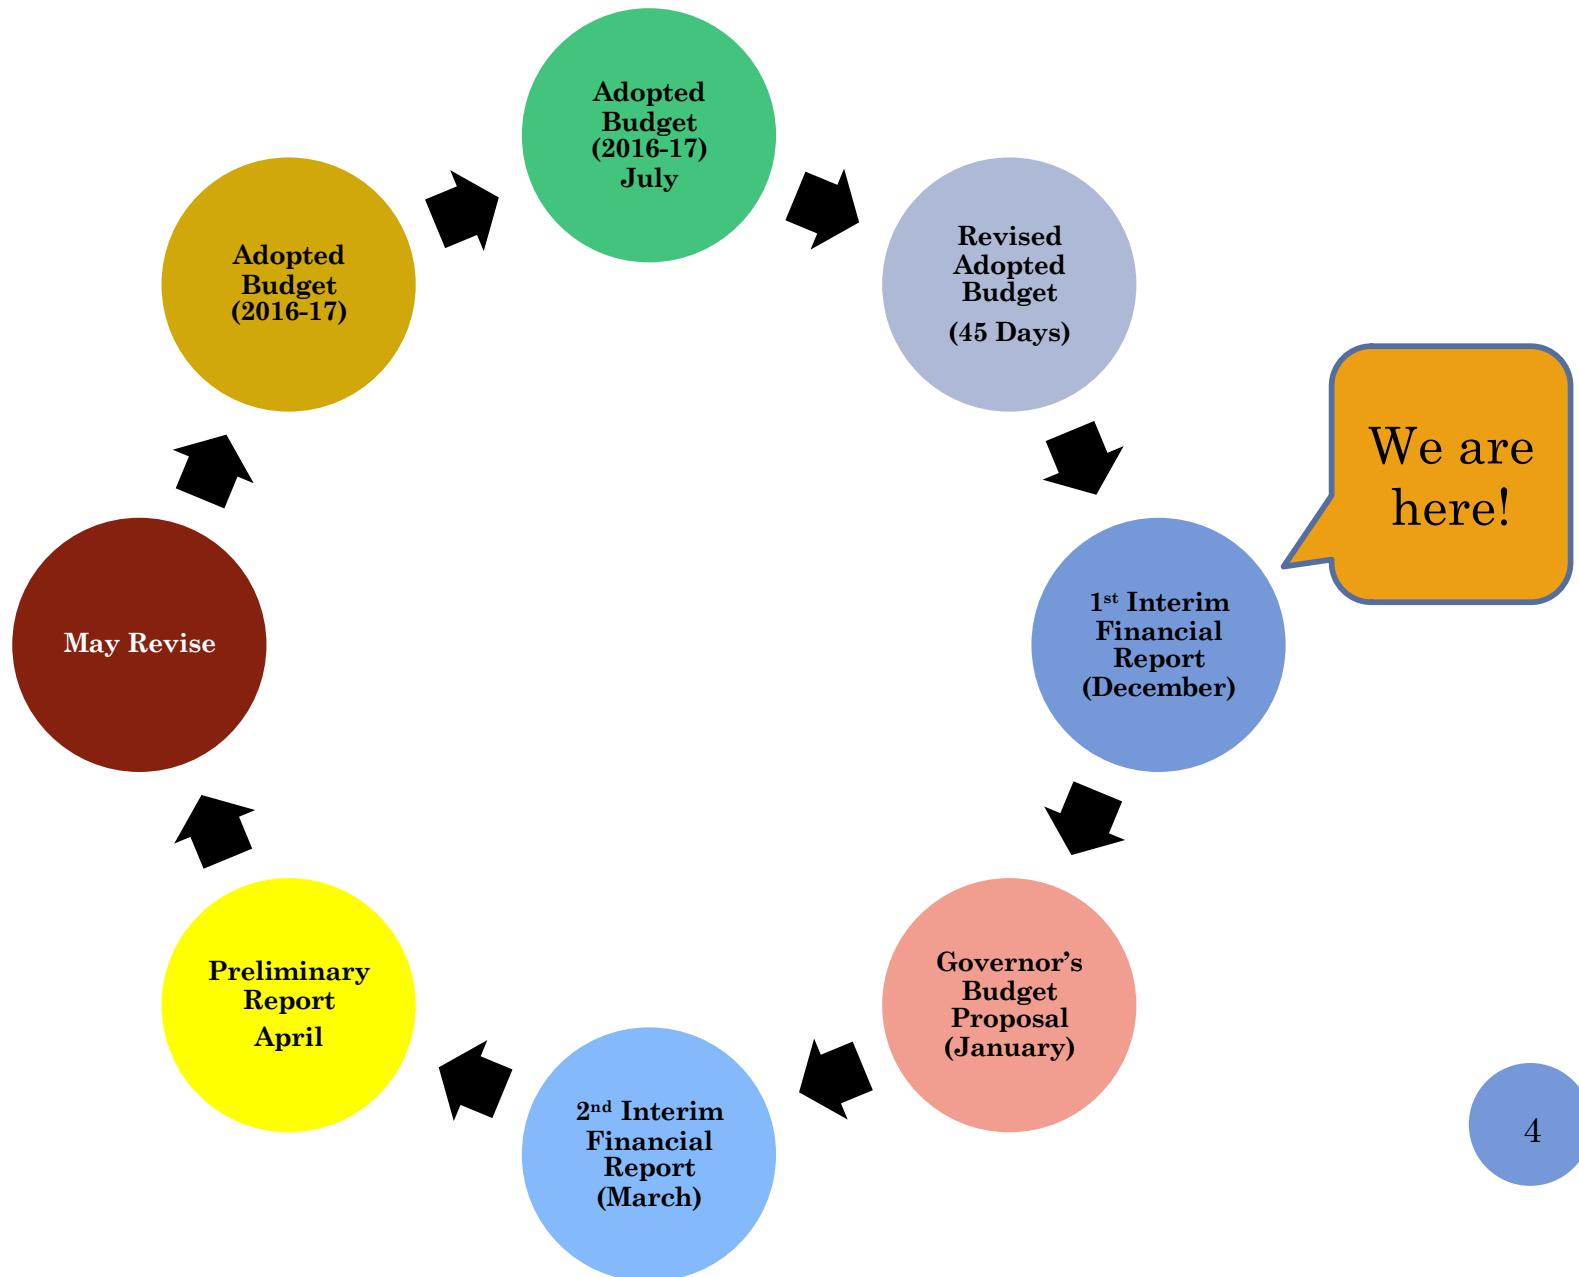 Adopted
Budget
(2016-17)
July
Revised
Adopted
Budget
(45 Days)
We are
here!
1st Interim
Financial
Report
(December)
Governor's
Budget
Proposal
(January)
2nd Interim
Financial
Report
(March)
Preliminary
Report
April
May Revise
Adopted
Budget
(2016-17)
4